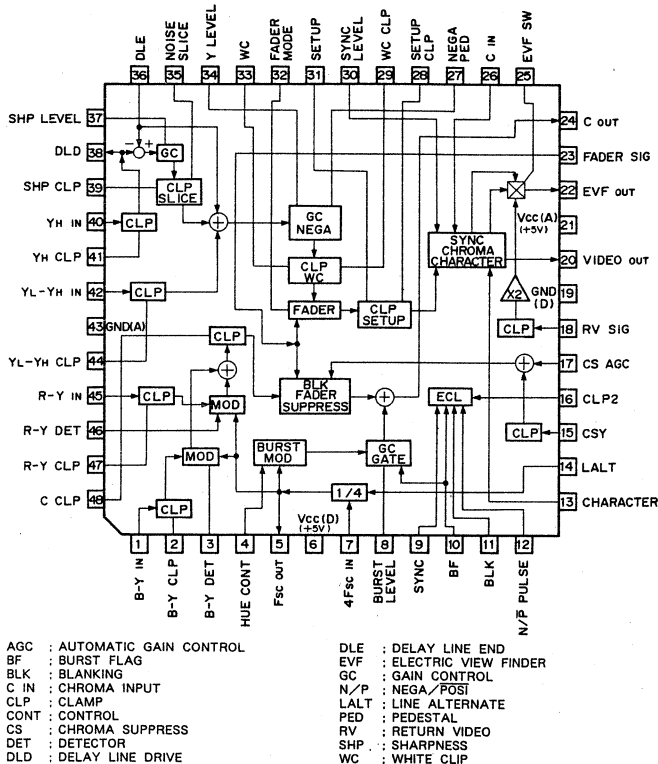 DLE
NOISE SLICE
Y LEVEL
WC
FADER MODE
SETUP
SYNC LEVEL
WC CLP
SETUP CLP
NEGA PED
C IN
EVF SW
36 35 34 33 32 31 30 29 28 27 26 25
SHP LEVEL 37
DLD 38
SHP CLP 39
YH IN 40
YH CLP 41
YL-YH IN 42
43 GND(A)
YL-YH CLP 44
R-Y IN 45
R-Y DET 46
R-Y CLP 47
C CLP 48
- +
GC
CLP SLICE
CLP
CLP
GC NEGA
CLP WC
FADER
CLP SETUP
SYNC CHROMA CHARACTER
Vcc(A) (+5V)
X2
GND (D)
CLP
CLP
MOD
CLP
BLK FADER SUPPRESS
ECL
CLP
MOD
BURST MOD
GC GATE
CLP
1/4
Vcc(D) (+5V)
24 C OUT
23 FADER SIG
22 EVF OUT
21
20 VIDEO OUT
19
18 RV SIG
17 CS AGC
16 CLP2
15 CSY
14 LALT
13 CHARACTER
1 2 3 4 5 6 7 8 9 10 11 12
B-Y IN
B-Y CLP
B-Y DET
HUE CONT
Fsc OUT
4Fsc IN
BURST LEVEL
SYNC
BF
BLK
N/P̅ PULSE
AGC : AUTOMATIC GAIN CONTROL
BF : BURST FLAG
BLK : BLANKING
C IN : CHROMA INPUT
CLP : CLAMP
CONT : CONTROL
CS : CHROMA SUPPRESS
DET : DETECTOR
DLD : DELAY LINE DRIVE
DLE : DELAY LINE END
EVF : ELECTRIC VIEW FINDER
GC : GAIN CONTROL
N/P : NEGA/P̅O̅S̅I̅
LALT : LINE ALTERNATE
PED : PEDESTAL
RV : RETURN VIDEO
SHP : SHARPNESS
WC : WHITE CLIP